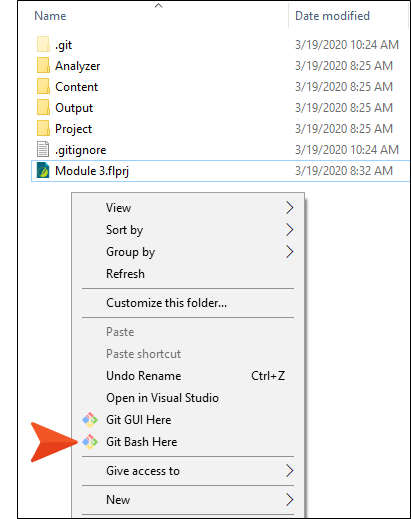 Name Date modified
.git 3/19/2020 10:24 AM
Analyzer 3/19/2020 8:25 AM
Content 3/19/2020 8:25 AM
Output 3/19/2020 8:25 AM
Project 3/19/2020 8:25 AM
.gitignore 3/19/2020 10:24 AM
Module 3.flprj 3/19/2020 8:32 AM
View
Sort by
Group by
Refresh
Customize this folder...
Paste
Paste shortcut
Undo Rename Ctrl+Z
Open in Visual Studio
Git GUI Here
Git Bash Here
Give access to
New